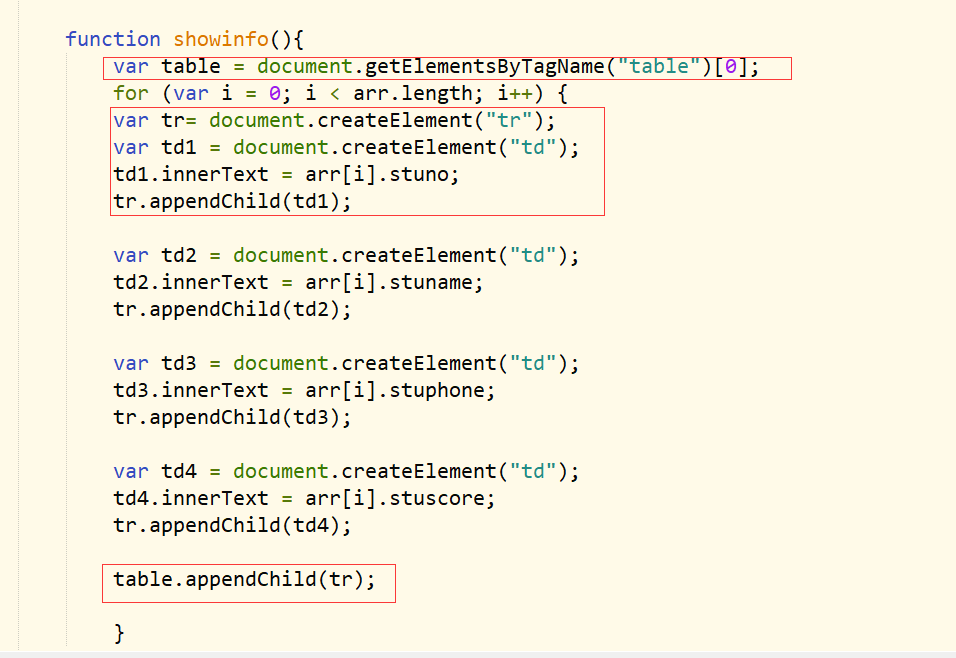 function showinfo(){
var table = document.getElementsByTagName("table")[0];
for (var i = 0; i < arr.length; i++) {
var tr= document.createElement("tr");
var td1 = document.createElement("td");
td1.innerText = arr[i].stuno;
tr.appendChild(td1);
var td2 = document.createElement("td");
td2.innerText = arr[i].stuname;
tr.appendChild(td2);
var td3 = document.createElement("td");
td3.innerText = arr[i].stuphone;
tr.appendChild(td3);
var td4 = document.createElement("td");
td4.innerText = arr[i].stuscore;
tr.appendChild(td4);
table.appendChild(tr);
}